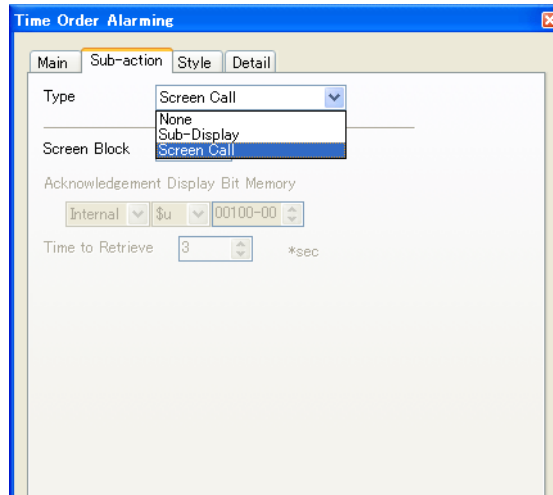 Time Order Alarming
Main Sub-action Style Detail
Type Screen Call
None
Sub-Display
Screen Block Screen Call
Acknowledgement Display Bit Memory
Internal $u 00100-00
Time to Retrieve 3 *sec